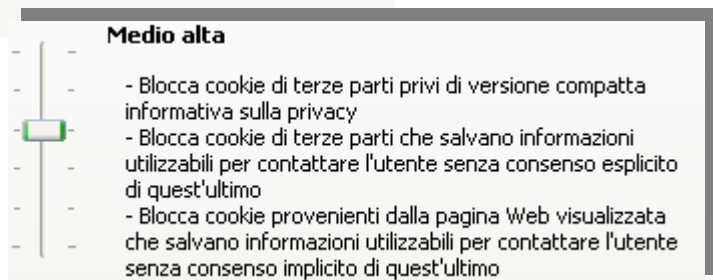 Medio alta
- Blocca cookie di terze parti privi di versione compatta
informativa sulla privacy
- Blocca cookie di terze parti che salvano informazioni
utilizzabili per contattare l'utente senza consenso esplicito
di quest'ultimo
- Blocca cookie provenienti dalla pagina Web visualizzata
che salvano informazioni utilizzabili per contattare l'utente
senza consenso implicito di quest'ultimo